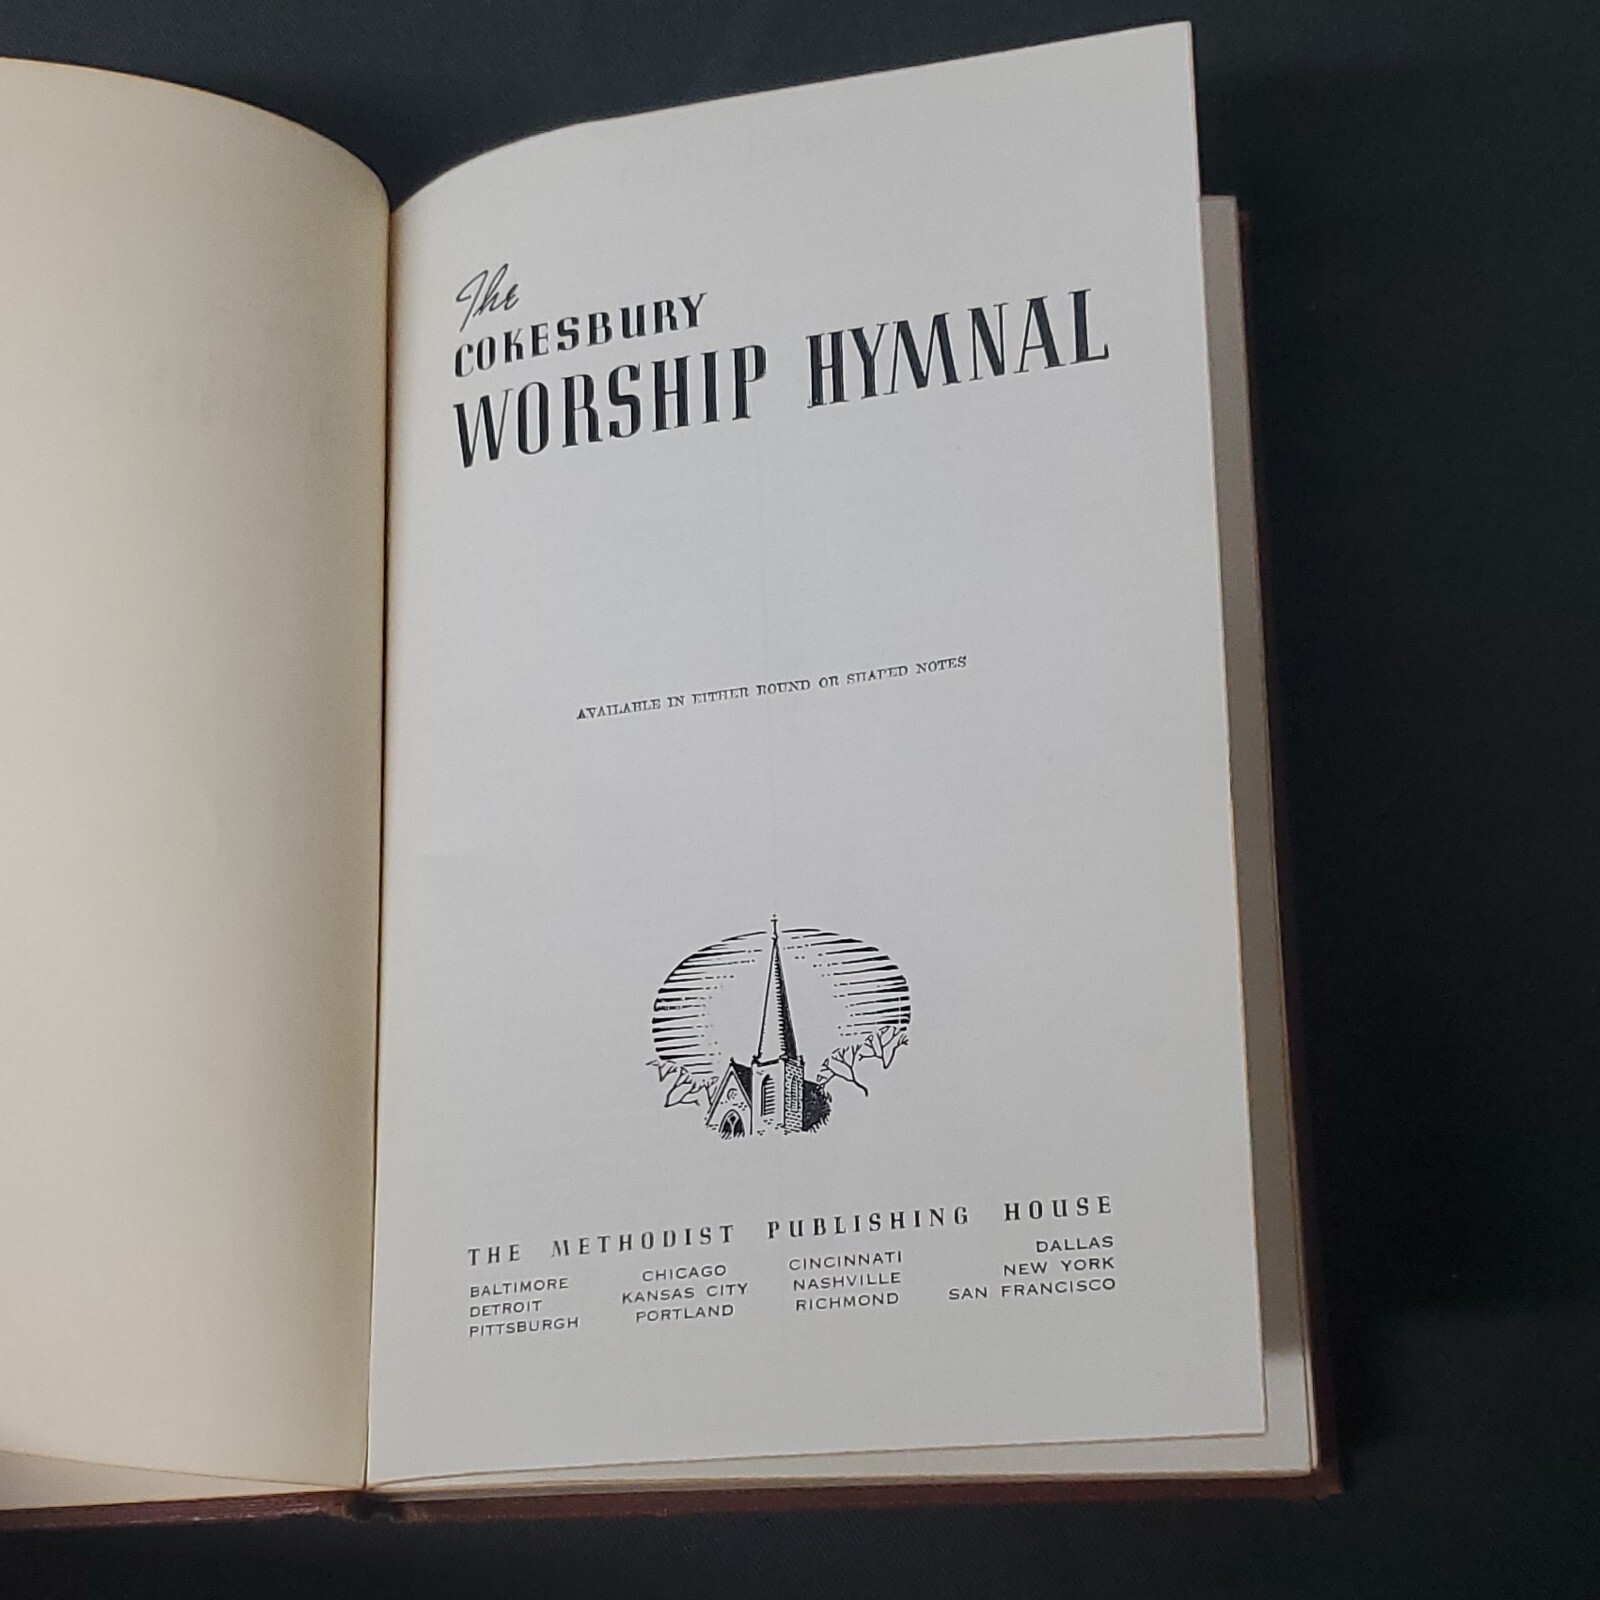 The
COKESBURY
WORSHIP HYMNAL
AVAILABLE IN EITHER ROUND OR SHAPED NOTES
THE METHODIST PUBLISHING HOUSE
BALTIMORE CHICAGO CINCINNATI DALLAS
DETROIT KANSAS CITY NASHVILLE NEW YORK
PITTSBURGH PORTLAND RICHMOND SAN FRANCISCO